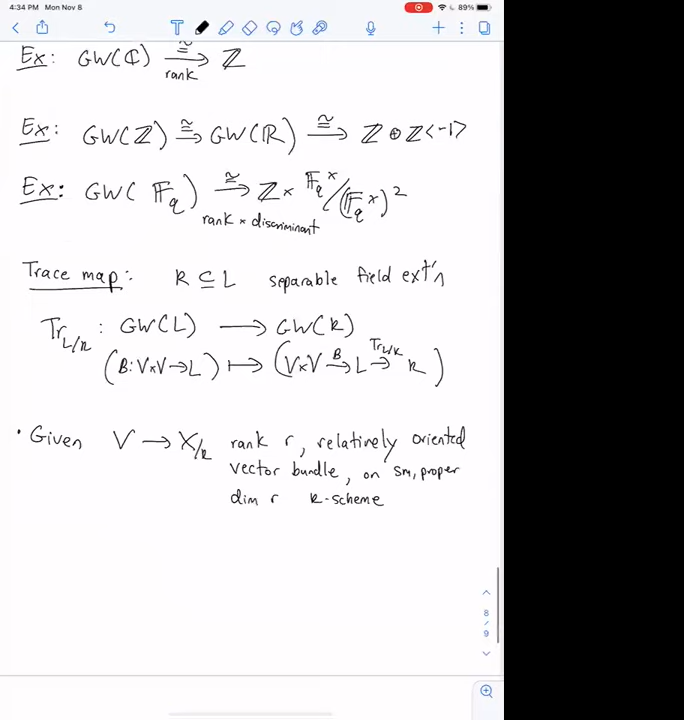 4:34 PM Mon Nov 8
89%
Ex: GW(ℂ) ≅→ ℤ
rank
Ex: GW(ℤ) ≅→ GW(ℝ) ≅→ ℤ ⊕ ℤ<-1>
Ex: GW(𝔽_q) ≅→ ℤ × 𝔽_q^x/(𝔽_q^x)^2
rank × discriminant
Trace map: k ⊆ L separable field ext'n
Tr_{L/k} : GW(L) → GW(k)
(B: V×V → L) ↦ (V×V B→ L Tr_{L/k}→ k)
• Given V → X/k rank r, relatively oriented
vector bundle, on sm, proper
dim r k-scheme
8
/
9